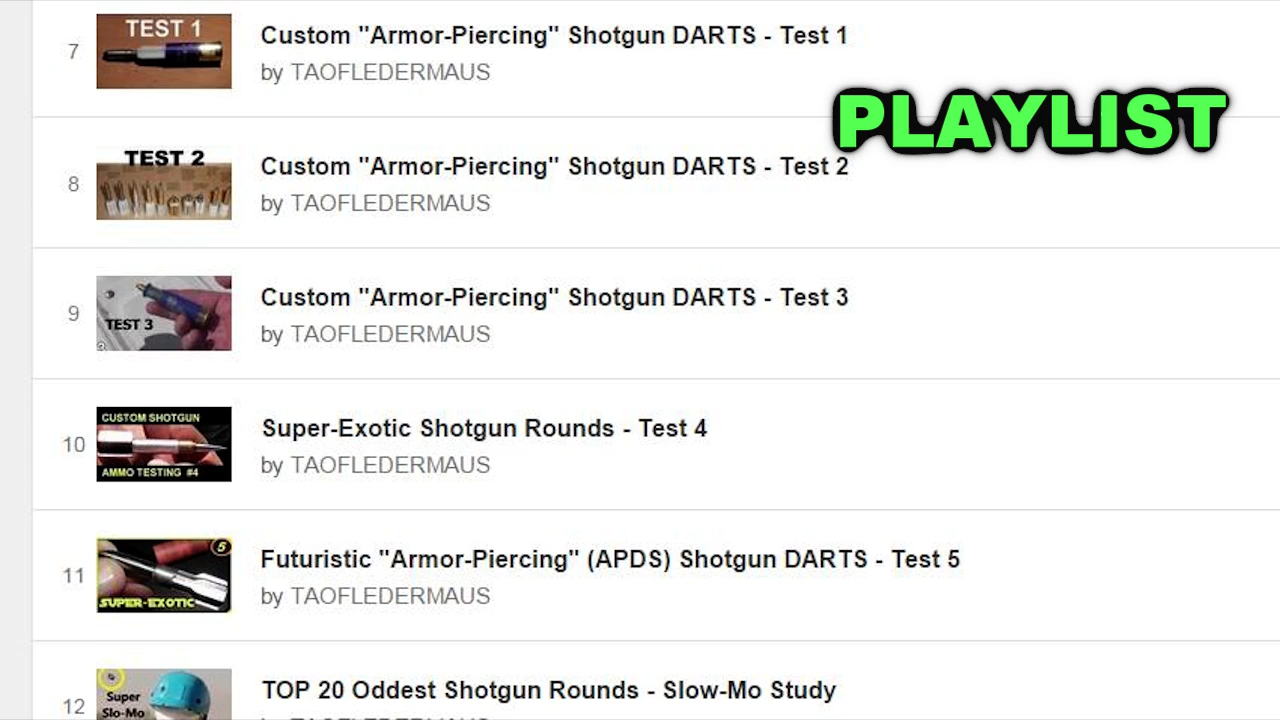 PLAYLIST
7
TEST 1
Custom "Armor-Piercing" Shotgun DARTS - Test 1
by TAOFLEDERMAUS
8
TEST 2
Custom "Armor-Piercing" Shotgun DARTS - Test 2
by TAOFLEDERMAUS
9
TEST 3
Custom "Armor-Piercing" Shotgun DARTS - Test 3
by TAOFLEDERMAUS
10
CUSTOM SHOTGUN
AMMO TESTING #4
Super-Exotic Shotgun Rounds - Test 4
by TAOFLEDERMAUS
11
5
SUPER-EXOTIC
Futuristic "Armor-Piercing" (APDS) Shotgun DARTS - Test 5
by TAOFLEDERMAUS
12
Super
Slo-Mo
TOP 20 Oddest Shotgun Rounds - Slow-Mo Study